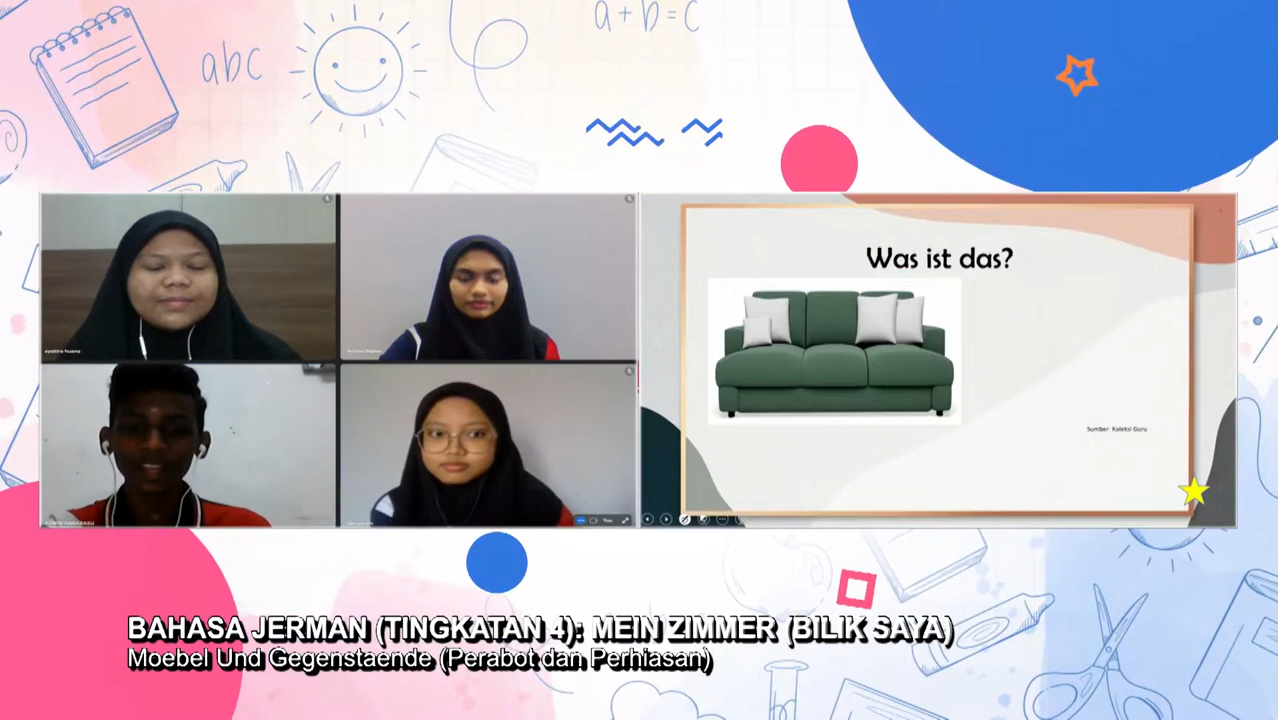 a+b=c
abc
Was ist das?
Sumber: Koleksi Guru
BAHASA JERMAN (TINGKATAN 4): MEIN ZIMMER (BILIK SAYA)
Moebel Und Gegenstaende (Perabot dan Perhiasan)